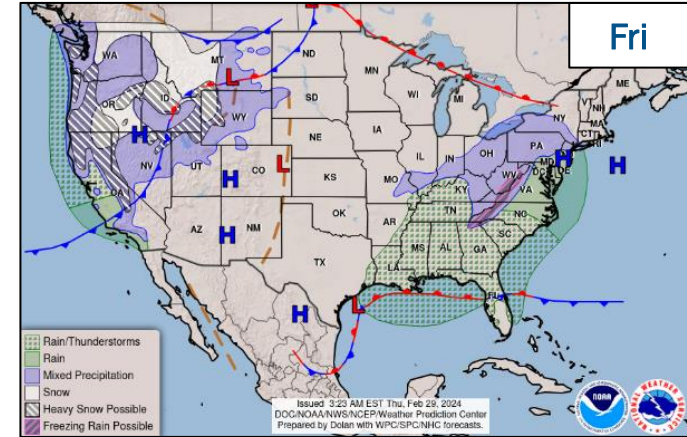 Fri
L
WA
MT
ND
MN
ME
L
OR
ID
SD
WI
MI
VT
NH
NY
MA
CT
RI
WY
H
NE
IA
PA
H
H
NV
UT
CO
L
IL
IN
OH
MD
DC
DE
H
KS
MO
WV
VA
KY
CA
AZ
NM
OK
AR
TN
NC
H
SC
TX
MS
AL
GA
LA
L
FL
H
Rain/Thunderstorms
Rain
Mixed Precipitation
Snow
Heavy Snow Possible
Freezing Rain Possible
Issued 3:23 AM EST Thu, Feb 29, 2024
DOC/NOAA/NWS/NCEP/Weather Prediction Center
Prepared by Dolan with WPC/SPC/NHC forecasts.
NOAA
NATIONAL WEATHER SERVICE